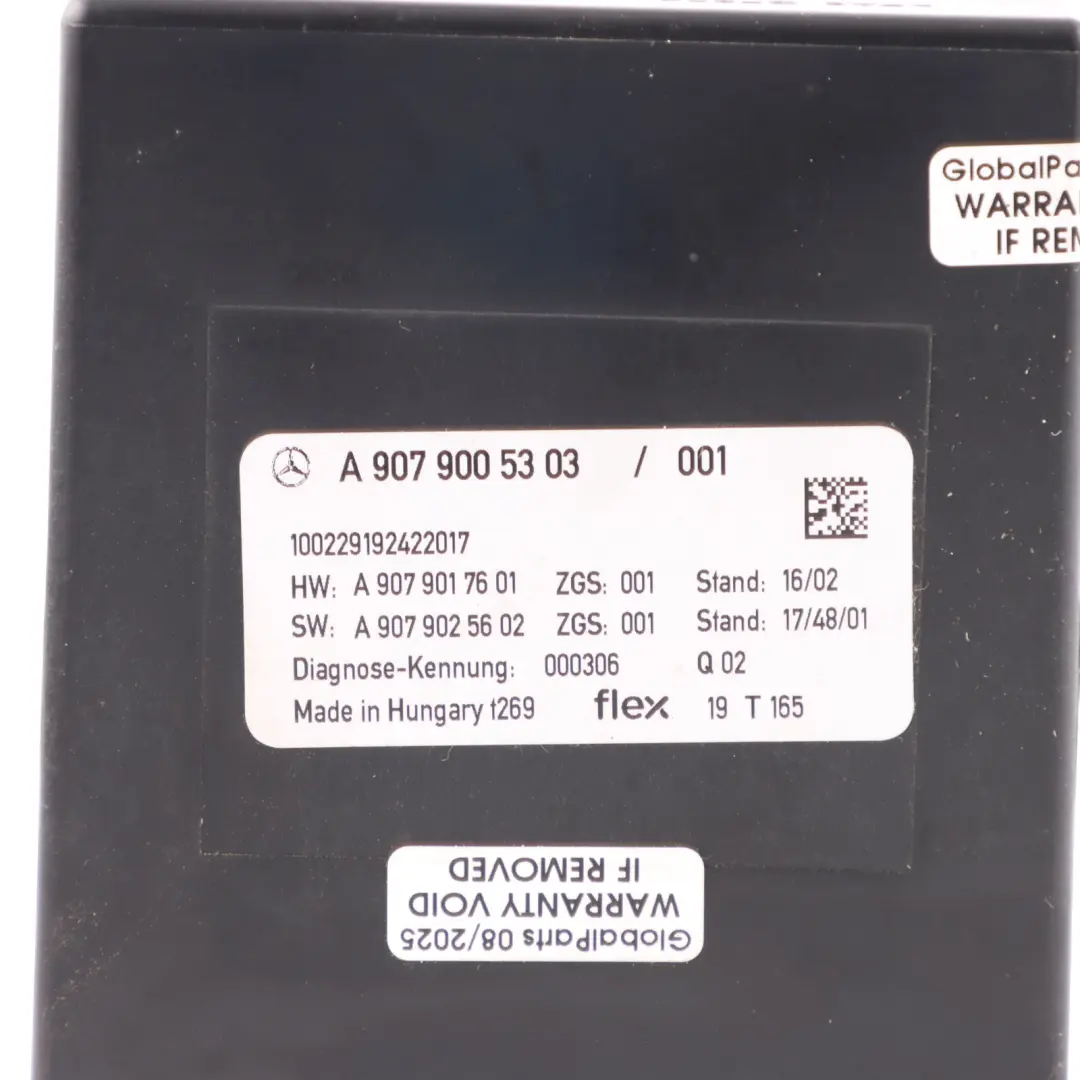 GlobalPa
WARRA
IF REM
A 907 900 53 03 / 001
100229192422017
HW: A 907 901 76 01 ZGS: 001 Stand: 16/02
SW: A 907 902 56 02 ZGS: 001 Stand: 17/48/01
Diagnose-Kennung: 000306 Q 02
Made in Hungary t269 flex 19 T 165
GlobalParts 08/2025
WARRANTY VOID
IF REMOVED